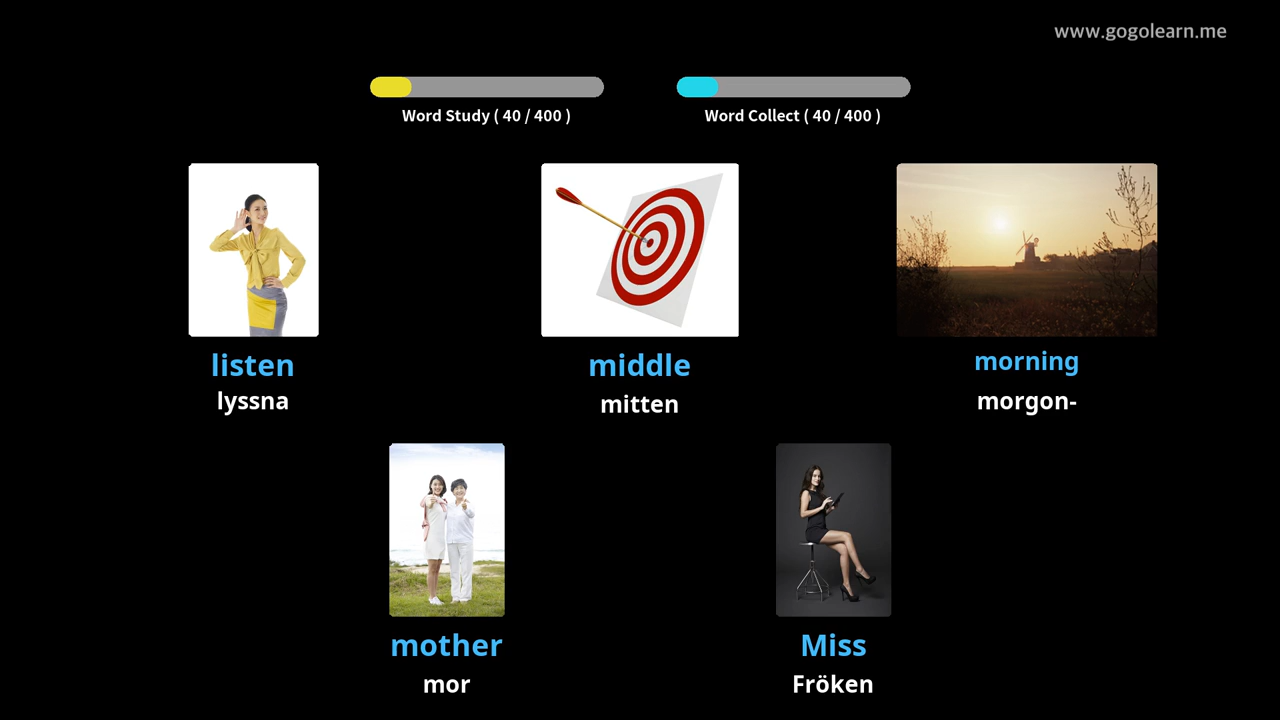 www.gogolearn.me
Word Study ( 40 / 400 )
Word Collect ( 40 / 400 )
listen
lyssna
middle
mitten
morning
morgon-
mother
mor
Miss
Fröken